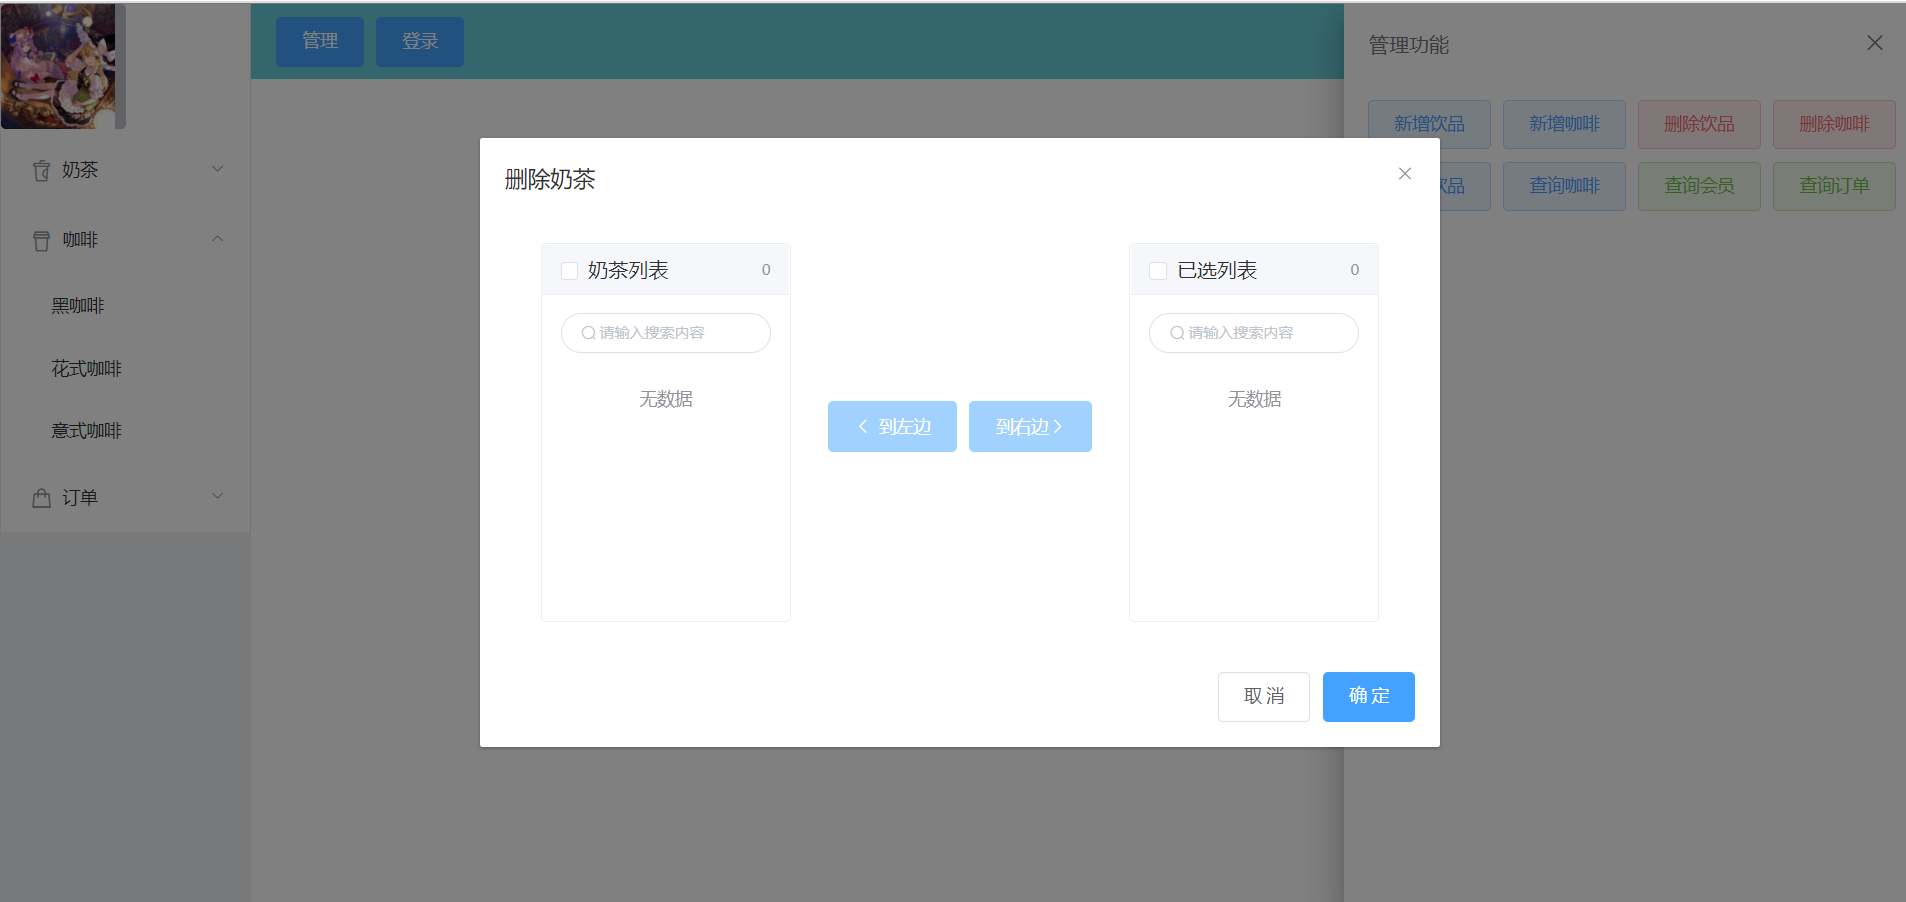 管理
登录
管理功能
新增饮品
新增咖啡
删除饮品
删除咖啡
饮品
查询咖啡
查询会员
查询订单
奶茶
咖啡
黑咖啡
花式咖啡
意式咖啡
订单
删除奶茶
奶茶列表 0
请输入搜索内容
无数据
到左边
到右边
已选列表 0
请输入搜索内容
无数据
取 消
确 定